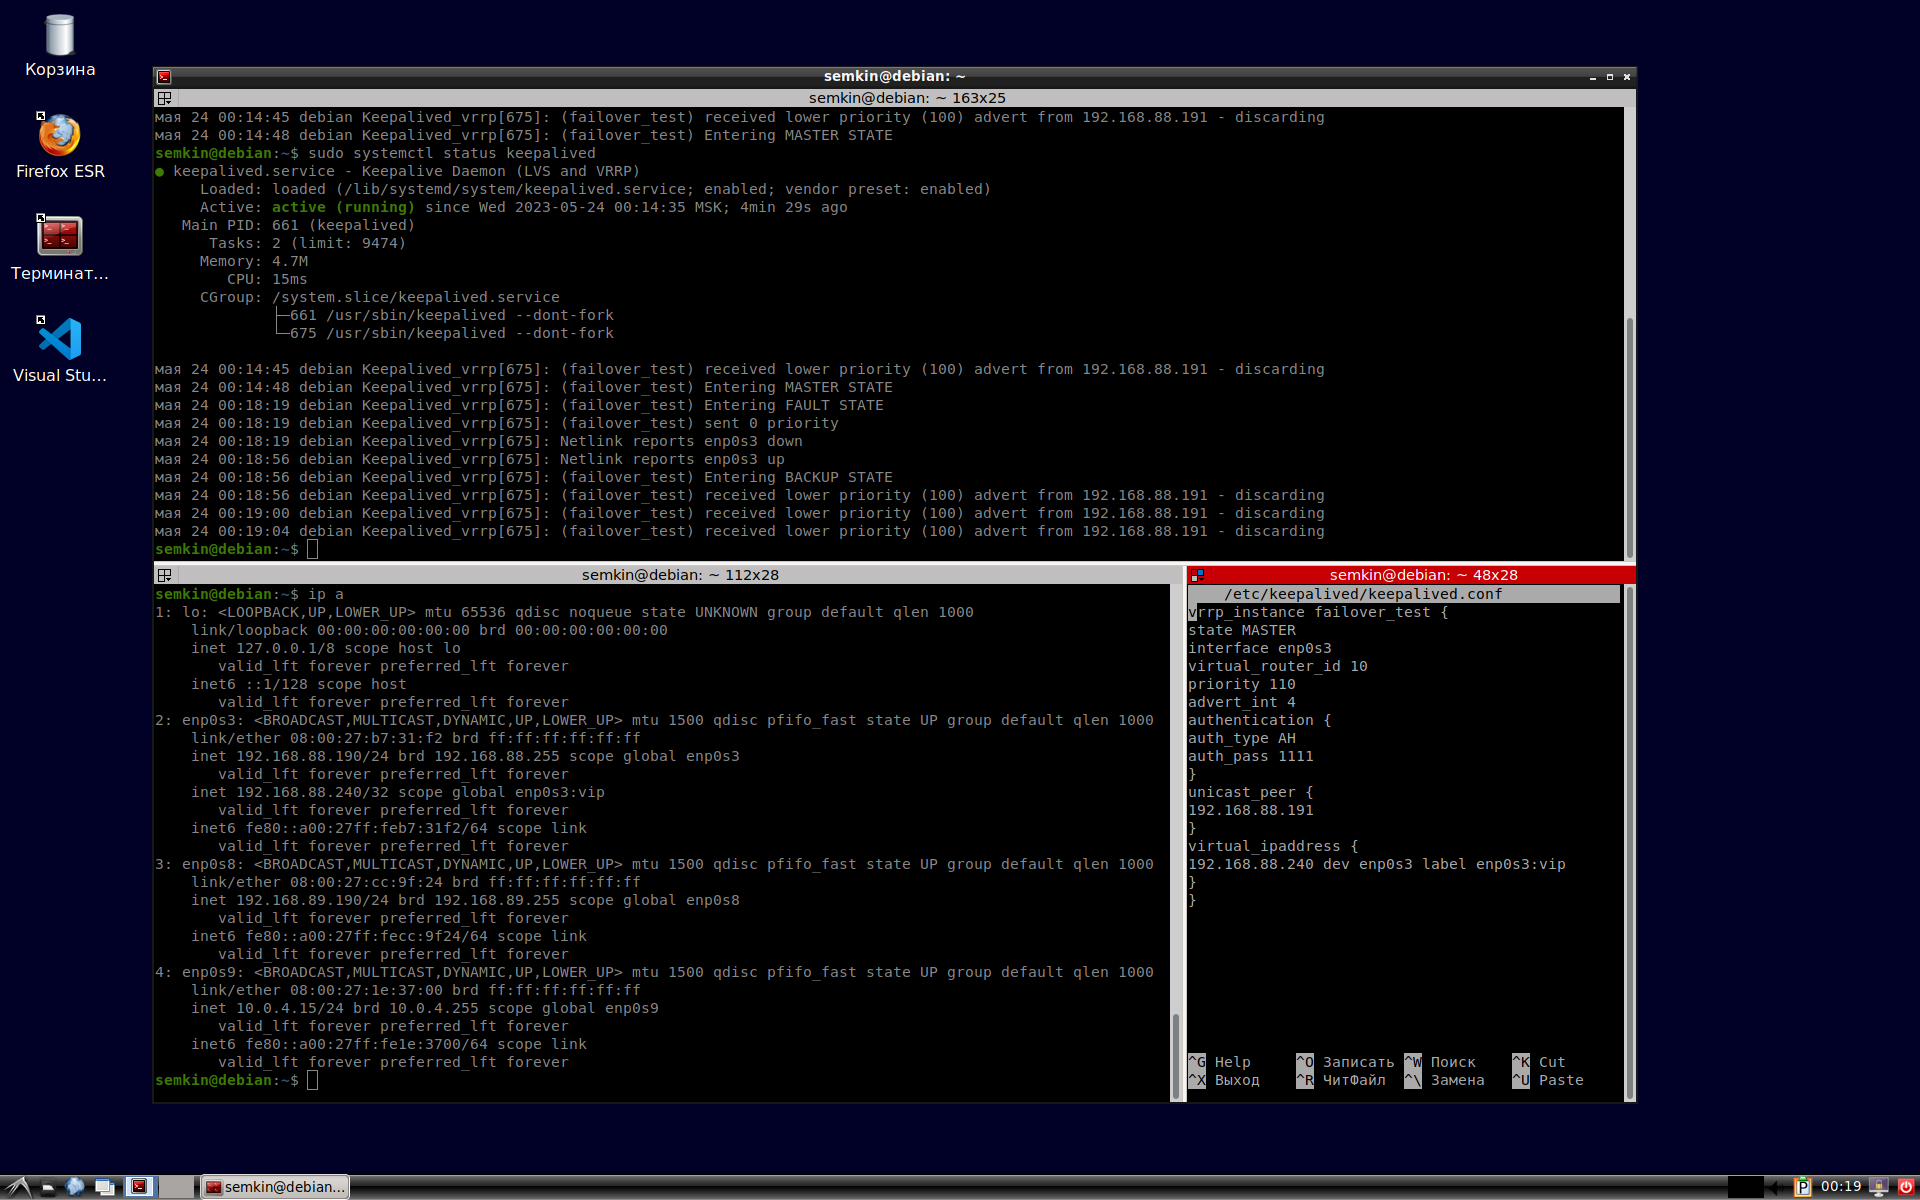 Корзина
Firefox ESR
Терминат...
Visual Stu...
semkin@debian: ~
semkin@debian: ~ 163x25
мая 24 00:14:45 debian Keepalived_vrrp[675]: (failover_test) received lower priority (100) advert from 192.168.88.191 - discarding
мая 24 00:14:48 debian Keepalived_vrrp[675]: (failover_test) Entering MASTER STATE
semkin@debian:~$ sudo systemctl status keepalived
● keepalived.service - Keepalive Daemon (LVS and VRRP)
Loaded: loaded (/lib/systemd/system/keepalived.service; enabled; vendor preset: enabled)
Active: active (running) since Wed 2023-05-24 00:14:35 MSK; 4min 29s ago
Main PID: 661 (keepalived)
Tasks: 2 (limit: 9474)
Memory: 4.7M
CPU: 15ms
CGroup: /system.slice/keepalived.service
├─661 /usr/sbin/keepalived --dont-fork
└─675 /usr/sbin/keepalived --dont-fork
мая 24 00:14:45 debian Keepalived_vrrp[675]: (failover_test) received lower priority (100) advert from 192.168.88.191 - discarding
мая 24 00:14:48 debian Keepalived_vrrp[675]: (failover_test) Entering MASTER STATE
мая 24 00:18:19 debian Keepalived_vrrp[675]: (failover_test) Entering FAULT STATE
мая 24 00:18:19 debian Keepalived_vrrp[675]: (failover_test) sent 0 priority
мая 24 00:18:19 debian Keepalived_vrrp[675]: Netlink reports enp0s3 down
мая 24 00:18:56 debian Keepalived_vrrp[675]: Netlink reports enp0s3 up
мая 24 00:18:56 debian Keepalived_vrrp[675]: (failover_test) Entering BACKUP STATE
мая 24 00:18:56 debian Keepalived_vrrp[675]: (failover_test) received lower priority (100) advert from 192.168.88.191 - discarding
мая 24 00:19:00 debian Keepalived_vrrp[675]: (failover_test) received lower priority (100) advert from 192.168.88.191 - discarding
мая 24 00:19:04 debian Keepalived_vrrp[675]: (failover_test) received lower priority (100) advert from 192.168.88.191 - discarding
semkin@debian:~$
semkin@debian: ~ 112x28
semkin@debian:~$ ip a
1: lo: <LOOPBACK,UP,LOWER_UP> mtu 65536 qdisc noqueue state UNKNOWN group default qlen 1000
link/loopback 00:00:00:00:00:00 brd 00:00:00:00:00:00
inet 127.0.0.1/8 scope host lo
valid_lft forever preferred_lft forever
inet6 ::1/128 scope host
valid_lft forever preferred_lft forever
2: enp0s3: <BROADCAST,MULTICAST,DYNAMIC,UP,LOWER_UP> mtu 1500 qdisc pfifo_fast state UP group default qlen 1000
link/ether 08:00:27:b7:31:f2 brd ff:ff:ff:ff:ff:ff
inet 192.168.88.190/24 brd 192.168.88.255 scope global enp0s3
valid_lft forever preferred_lft forever
inet 192.168.88.240/32 scope global enp0s3:vip
valid_lft forever preferred_lft forever
inet6 fe80::a00:27ff:feb7:31f2/64 scope link
valid_lft forever preferred_lft forever
3: enp0s8: <BROADCAST,MULTICAST,DYNAMIC,UP,LOWER_UP> mtu 1500 qdisc pfifo_fast state UP group default qlen 1000
link/ether 08:00:27:cc:9f:24 brd ff:ff:ff:ff:ff:ff
inet 192.168.89.190/24 brd 192.168.89.255 scope global enp0s8
valid_lft forever preferred_lft forever
inet6 fe80::a00:27ff:fecc:9f24/64 scope link
valid_lft forever preferred_lft forever
4: enp0s9: <BROADCAST,MULTICAST,DYNAMIC,UP,LOWER_UP> mtu 1500 qdisc pfifo_fast state UP group default qlen 1000
link/ether 08:00:27:1e:37:00 brd ff:ff:ff:ff:ff:ff
inet 10.0.4.15/24 brd 10.0.4.255 scope global enp0s9
valid_lft forever preferred_lft forever
inet6 fe80::a00:27ff:fe1e:3700/64 scope link
valid_lft forever preferred_lft forever
semkin@debian:~$
semkin@debian: ~ 48x28
/etc/keepalived/keepalived.conf
vrrp_instance failover_test {
state MASTER
interface enp0s3
virtual_router_id 10
priority 110
advert_int 4
authentication {
auth_type AH
auth_pass 1111
}
unicast_peer {
192.168.88.191
}
virtual_ipaddress {
192.168.88.240 dev enp0s3 label enp0s3:vip
}
}
^G Help ^O Записать ^W Поиск ^K Cut
^X Выход ^R ЧитФайл ^\ Замена ^U Paste
semkin@debian...
00:19